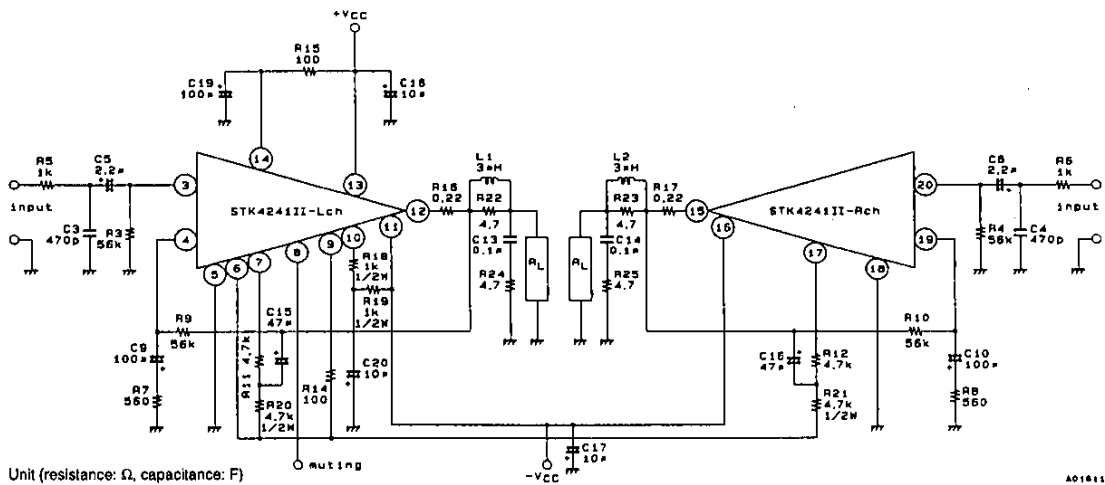 +VCC
R15
100
C19
100μ
C18
10μ
14
13
R5
1k
C5
2.2μ
3
input
C3
470p
R3
56k
4
STK4241II-Lch
12
R16
0.22
L1
3μH
R22
4.7
C13
0.1μ
R24
4.7
RL
5
6
7
8
9
10
11
R18
1k
1/2W
R19
1k
1/2W
C15
47μ
R9
56k
C9
100μ
R7
560
R11 4.7k
R20
4.7k
1/2W
R14
100
C20
10μ
muting
L2
3μH
R23
4.7
R17
0.22
C14
0.1μ
R25
4.7
RL
15
STK4241II-Rch
16
17
18
20
19
C6
2.2μ
R6
1k
R4
56k
C4
470p
input
R10
56k
C16
47μ
R12
4.7k
R21
4.7k
1/2W
C10
100μ
R8
560
C17
10μ
-VCC
Unit (resistance: Ω, capacitance: F)
A01611